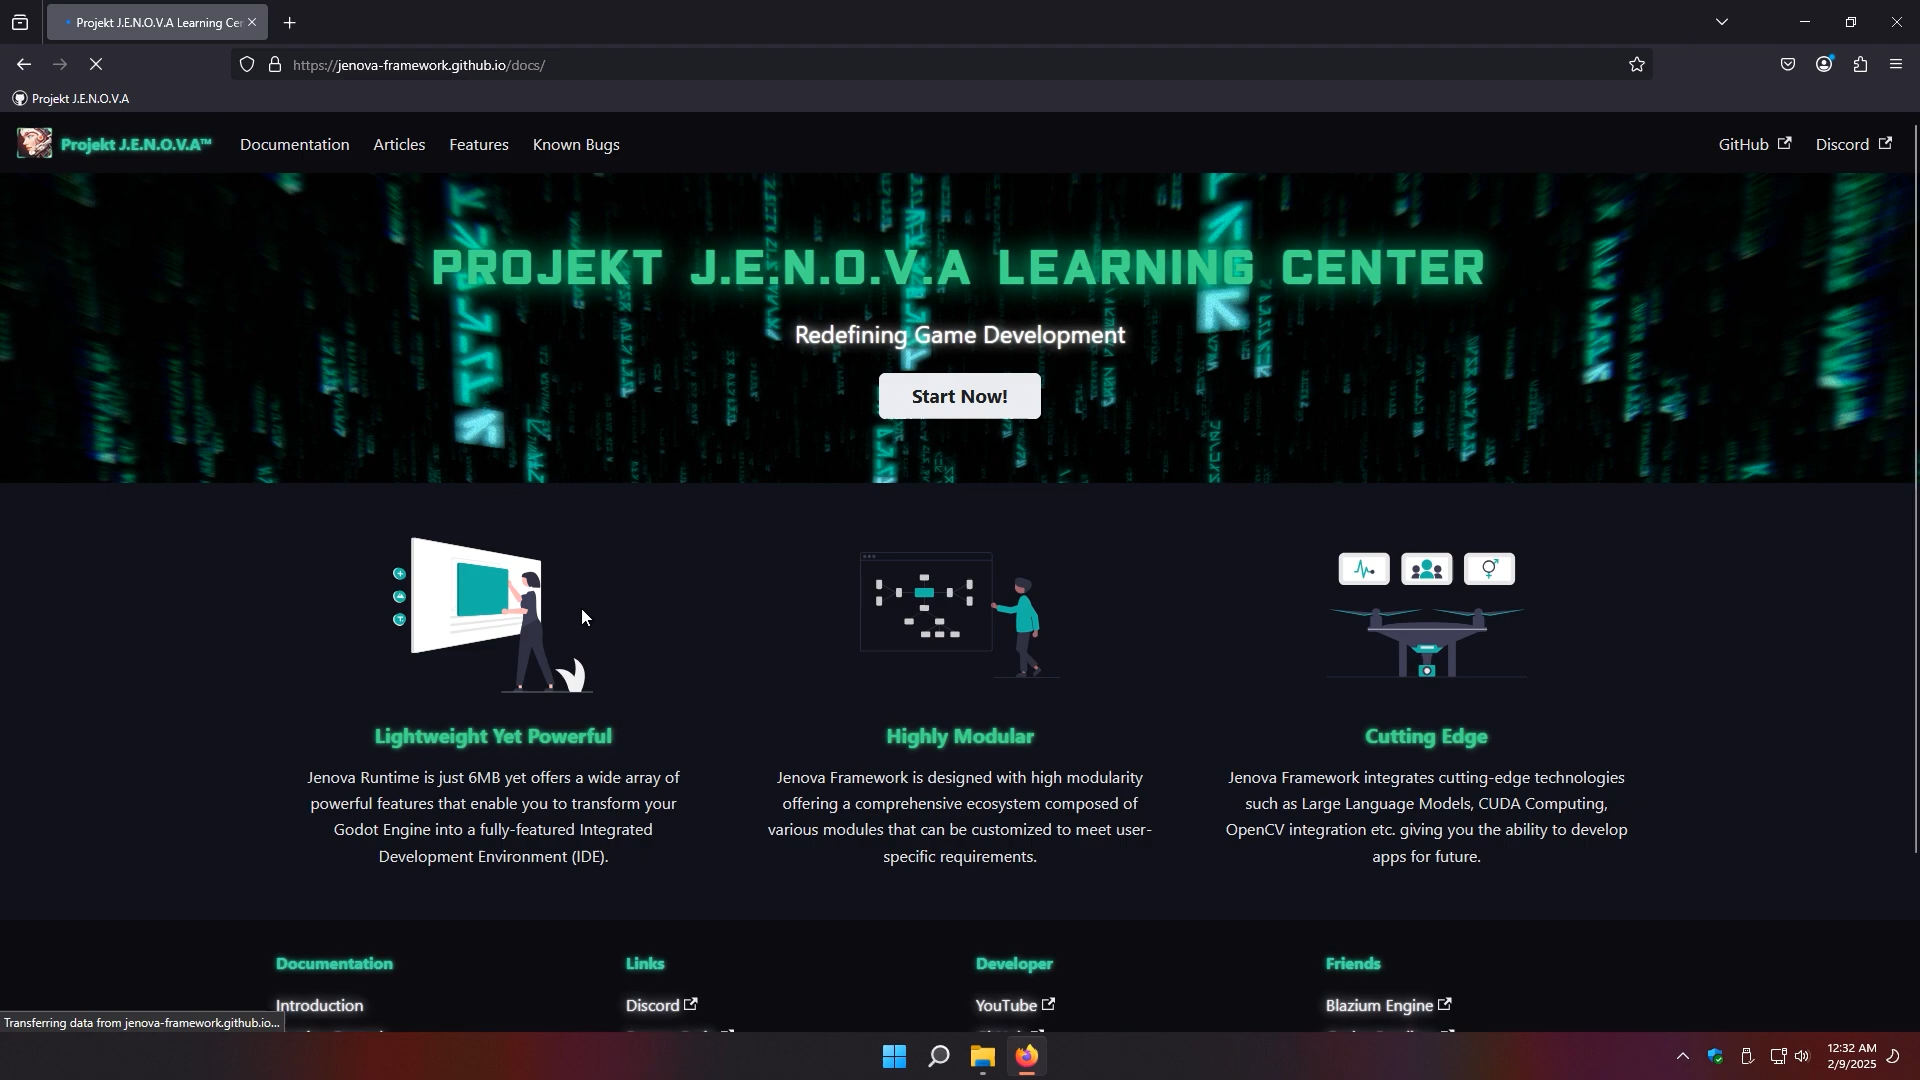 Projekt J.E.N.O.V.A Learning Cen
https://jenova-framework.github.io/docs/
Projekt J.E.N.O.V.A
Projekt J.E.N.O.V.A™ Documentation Articles Features Known Bugs GitHub Discord
PROJEKT J.E.N.O.V.A LEARNING CENTER
Redefining Game Development
Start Now!
Lightweight Yet Powerful
Jenova Runtime is just 6MB yet offers a wide array of
powerful features that enable you to transform your
Godot Engine into a fully-featured Integrated
Development Environment (IDE).
Highly Modular
Jenova Framework is designed with high modularity
offering a comprehensive ecosystem composed of
various modules that can be customized to meet user-
specific requirements.
Cutting Edge
Jenova Framework integrates cutting-edge technologies
such as Large Language Models, CUDA Computing,
OpenCV integration etc. giving you the ability to develop
apps for future.
Documentation Links Developer Friends
Introduction Discord YouTube Blazium Engine
Transferring data from jenova-framework.github.io...
12:32 AM
2/9/2025